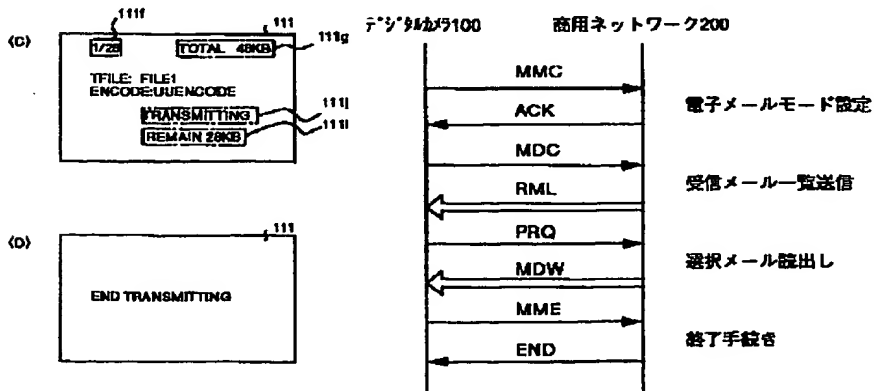 (C)
111f
111
1/28
TOTAL 48KB
111g
TFILE: FILE1
ENCODE:UUENCODE
TRANSMITTING
111j
REMAIN 28KB
111i
(D)
111
END TRANSMITTING
デジタルカメラ100
商用ネットワーク200
MMC
ACK
電子メールモード設定
MDC
RML
受信メール一覧送信
PRQ
MDW
選択メール読出し
MME
END
終了手続き